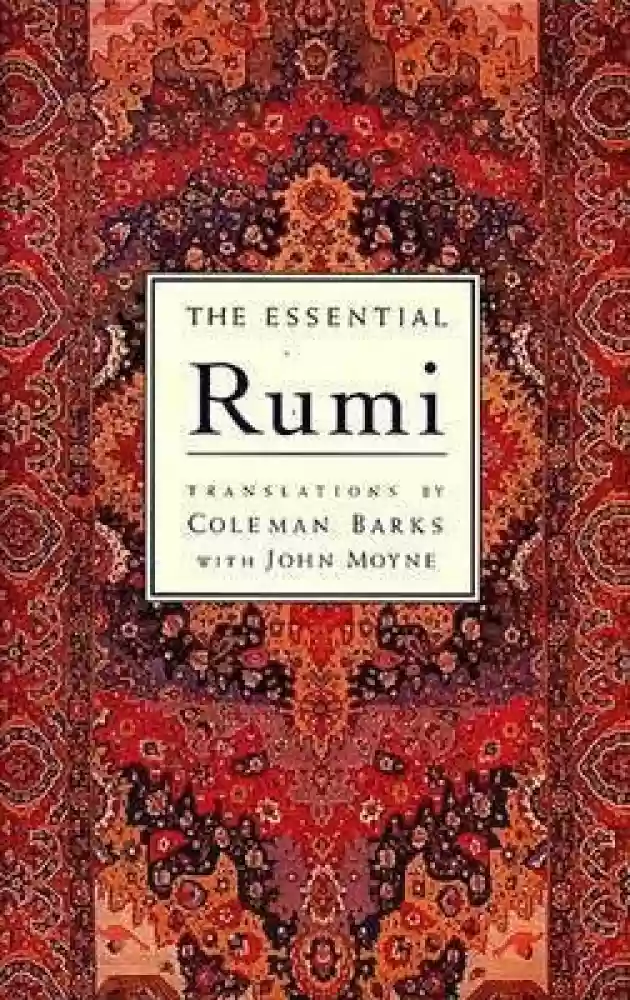 THE ESSENTIAL
Rumi
TRANSLATIONS BY
COLEMAN BARKS
WITH JOHN MOYNE